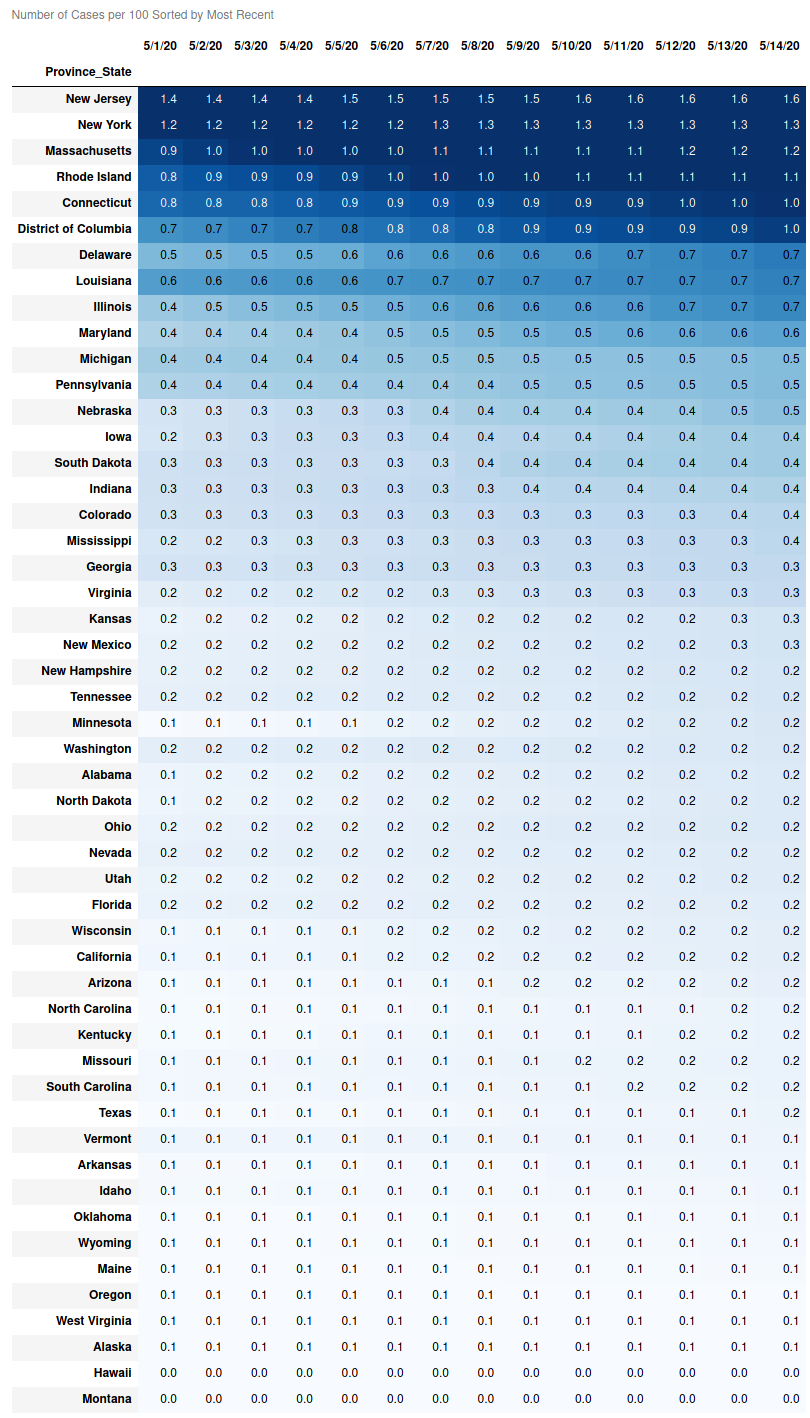 Number of Cases per 100 Sorted by Most Recent
5/1/20 5/2/20 5/3/20 5/4/20 5/5/20 5/6/20 5/7/20 5/8/20 5/9/20 5/10/20 5/11/20 5/12/20 5/13/20 5/14/20
Province_State
New Jersey 1.4 1.4 1.4 1.4 1.5 1.5 1.5 1.5 1.5 1.6 1.6 1.6 1.6 1.6
New York 1.2 1.2 1.2 1.2 1.2 1.2 1.3 1.3 1.3 1.3 1.3 1.3 1.3 1.3
Massachusetts 0.9 1.0 1.0 1.0 1.0 1.0 1.1 1.1 1.1 1.1 1.1 1.2 1.2 1.2
Rhode Island 0.8 0.9 0.9 0.9 0.9 1.0 1.0 1.0 1.0 1.1 1.1 1.1 1.1 1.1
Connecticut 0.8 0.8 0.8 0.8 0.9 0.9 0.9 0.9 0.9 0.9 0.9 1.0 1.0 1.0
District of Columbia 0.7 0.7 0.7 0.7 0.8 0.8 0.8 0.8 0.9 0.9 0.9 0.9 0.9 1.0
Delaware 0.5 0.5 0.5 0.5 0.6 0.6 0.6 0.6 0.6 0.6 0.7 0.7 0.7 0.7
Louisiana 0.6 0.6 0.6 0.6 0.6 0.7 0.7 0.7 0.7 0.7 0.7 0.7 0.7 0.7
Illinois 0.4 0.5 0.5 0.5 0.5 0.5 0.6 0.6 0.6 0.6 0.6 0.7 0.7 0.7
Maryland 0.4 0.4 0.4 0.4 0.4 0.5 0.5 0.5 0.5 0.5 0.6 0.6 0.6 0.6
Michigan 0.4 0.4 0.4 0.4 0.4 0.5 0.5 0.5 0.5 0.5 0.5 0.5 0.5 0.5
Pennsylvania 0.4 0.4 0.4 0.4 0.4 0.4 0.4 0.4 0.5 0.5 0.5 0.5 0.5 0.5
Nebraska 0.3 0.3 0.3 0.3 0.3 0.3 0.4 0.4 0.4 0.4 0.4 0.4 0.5 0.5
Iowa 0.2 0.3 0.3 0.3 0.3 0.3 0.4 0.4 0.4 0.4 0.4 0.4 0.4 0.4
South Dakota 0.3 0.3 0.3 0.3 0.3 0.3 0.3 0.4 0.4 0.4 0.4 0.4 0.4 0.4
Indiana 0.3 0.3 0.3 0.3 0.3 0.3 0.3 0.3 0.4 0.4 0.4 0.4 0.4 0.4
Colorado 0.3 0.3 0.3 0.3 0.3 0.3 0.3 0.3 0.3 0.3 0.3 0.3 0.4 0.4
Mississippi 0.2 0.2 0.3 0.3 0.3 0.3 0.3 0.3 0.3 0.3 0.3 0.3 0.3 0.4
Georgia 0.3 0.3 0.3 0.3 0.3 0.3 0.3 0.3 0.3 0.3 0.3 0.3 0.3 0.3
Virginia 0.2 0.2 0.2 0.2 0.2 0.2 0.3 0.3 0.3 0.3 0.3 0.3 0.3 0.3
Kansas 0.2 0.2 0.2 0.2 0.2 0.2 0.2 0.2 0.2 0.2 0.2 0.2 0.3 0.3
New Mexico 0.2 0.2 0.2 0.2 0.2 0.2 0.2 0.2 0.2 0.2 0.2 0.2 0.3 0.3
New Hampshire 0.2 0.2 0.2 0.2 0.2 0.2 0.2 0.2 0.2 0.2 0.2 0.2 0.2 0.2
Tennessee 0.2 0.2 0.2 0.2 0.2 0.2 0.2 0.2 0.2 0.2 0.2 0.2 0.2 0.2
Minnesota 0.1 0.1 0.1 0.1 0.1 0.2 0.2 0.2 0.2 0.2 0.2 0.2 0.2 0.2
Washington 0.2 0.2 0.2 0.2 0.2 0.2 0.2 0.2 0.2 0.2 0.2 0.2 0.2 0.2
Alabama 0.1 0.2 0.2 0.2 0.2 0.2 0.2 0.2 0.2 0.2 0.2 0.2 0.2 0.2
North Dakota 0.1 0.2 0.2 0.2 0.2 0.2 0.2 0.2 0.2 0.2 0.2 0.2 0.2 0.2
Ohio 0.2 0.2 0.2 0.2 0.2 0.2 0.2 0.2 0.2 0.2 0.2 0.2 0.2 0.2
Nevada 0.2 0.2 0.2 0.2 0.2 0.2 0.2 0.2 0.2 0.2 0.2 0.2 0.2 0.2
Utah 0.2 0.2 0.2 0.2 0.2 0.2 0.2 0.2 0.2 0.2 0.2 0.2 0.2 0.2
Florida 0.2 0.2 0.2 0.2 0.2 0.2 0.2 0.2 0.2 0.2 0.2 0.2 0.2 0.2
Wisconsin 0.1 0.1 0.1 0.1 0.1 0.2 0.2 0.2 0.2 0.2 0.2 0.2 0.2 0.2
California 0.1 0.1 0.1 0.1 0.1 0.2 0.2 0.2 0.2 0.2 0.2 0.2 0.2 0.2
Arizona 0.1 0.1 0.1 0.1 0.1 0.1 0.1 0.1 0.2 0.2 0.2 0.2 0.2 0.2
North Carolina 0.1 0.1 0.1 0.1 0.1 0.1 0.1 0.1 0.1 0.1 0.1 0.1 0.2 0.2
Kentucky 0.1 0.1 0.1 0.1 0.1 0.1 0.1 0.1 0.1 0.1 0.1 0.2 0.2 0.2
Missouri 0.1 0.1 0.1 0.1 0.1 0.1 0.1 0.1 0.1 0.2 0.2 0.2 0.2 0.2
South Carolina 0.1 0.1 0.1 0.1 0.1 0.1 0.1 0.1 0.1 0.1 0.2 0.2 0.2 0.2
Texas 0.1 0.1 0.1 0.1 0.1 0.1 0.1 0.1 0.1 0.1 0.1 0.1 0.1 0.2
Vermont 0.1 0.1 0.1 0.1 0.1 0.1 0.1 0.1 0.1 0.1 0.1 0.1 0.1 0.1
Arkansas 0.1 0.1 0.1 0.1 0.1 0.1 0.1 0.1 0.1 0.1 0.1 0.1 0.1 0.1
Idaho 0.1 0.1 0.1 0.1 0.1 0.1 0.1 0.1 0.1 0.1 0.1 0.1 0.1 0.1
Oklahoma 0.1 0.1 0.1 0.1 0.1 0.1 0.1 0.1 0.1 0.1 0.1 0.1 0.1 0.1
Wyoming 0.1 0.1 0.1 0.1 0.1 0.1 0.1 0.1 0.1 0.1 0.1 0.1 0.1 0.1
Maine 0.1 0.1 0.1 0.1 0.1 0.1 0.1 0.1 0.1 0.1 0.1 0.1 0.1 0.1
Oregon 0.1 0.1 0.1 0.1 0.1 0.1 0.1 0.1 0.1 0.1 0.1 0.1 0.1 0.1
West Virginia 0.1 0.1 0.1 0.1 0.1 0.1 0.1 0.1 0.1 0.1 0.1 0.1 0.1 0.1
Alaska 0.1 0.1 0.1 0.1 0.1 0.1 0.1 0.1 0.1 0.1 0.1 0.1 0.1 0.1
Hawaii 0.0 0.0 0.0 0.0 0.0 0.0 0.0 0.0 0.0 0.0 0.0 0.0 0.0 0.0
Montana 0.0 0.0 0.0 0.0 0.0 0.0 0.0 0.0 0.0 0.0 0.0 0.0 0.0 0.0